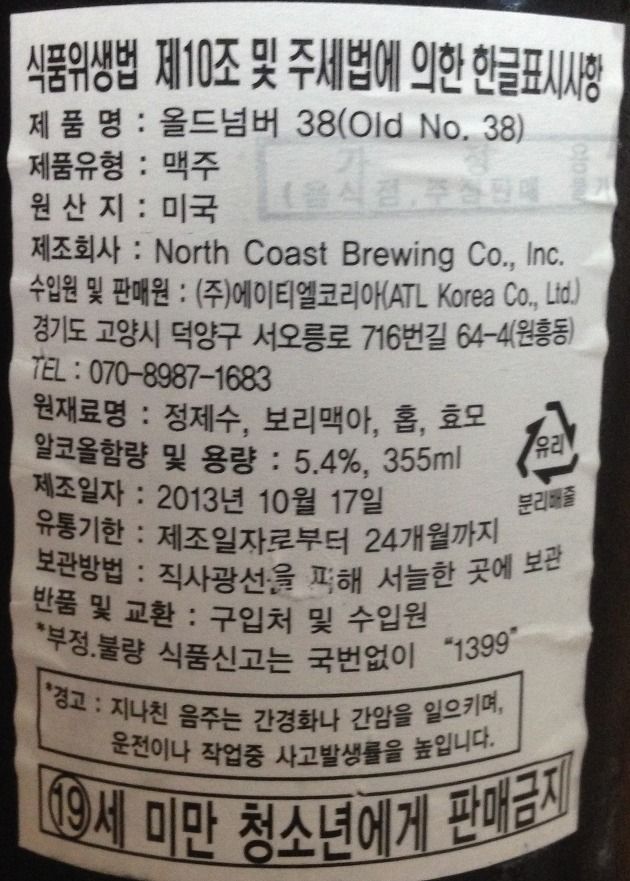 식품위생법 제10조 및 주세법에 의한 한글표시사항
제 품 명 : 올드넘버 38(Old No. 38)
제품유형 : 맥주
원 산 지 : 미국
제조회사 : North Coast Brewing Co., Inc.
수입원 및 판매원 : (주)에이티엘코리아(ATL Korea Co., Ltd.)
경기도 고양시 덕양구 서오릉로 716번길 64-4(원흥동)
TEL : 070-8987-1683
원재료명 : 정제수, 보리맥아, 홉, 효모
알코올함량 및 용량 : 5.4%, 355ml
유리
분리배출
제조일자 : 2013년 10월 17일
유통기한 : 제조일자로부터 24개월까지
보관방법 : 직사광선을 피해 서늘한 곳에 보관
반품 및 교환 : 구입처 및 수입원
*부정.불량 식품신고는 국번없이 "1399"
*경고 : 지나친 음주는 간경화나 간암을 일으키며,
운전이나 작업중 사고발생률을 높입니다.
⑲세 미만 청소년에게 판매금지
가 정 용
(음식점,주점판매 불가